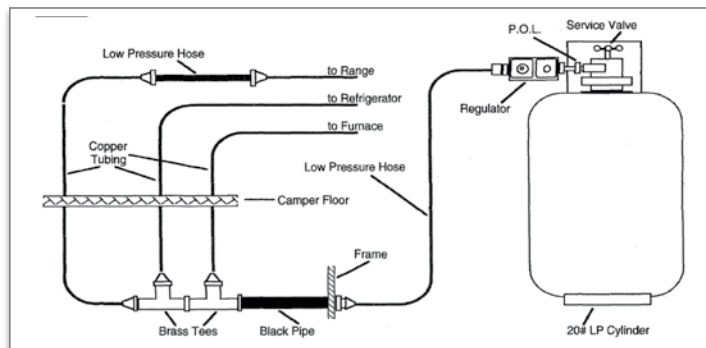 Service Valve
P.O.L.
Low Pressure Hose
to Range
to Refrigerator
Regulator
to Furnace
Copper
Tubing
Low Pressure Hose
Camper Floor
Frame
Brass Tees
Black Pipe
20# LP Cylinder